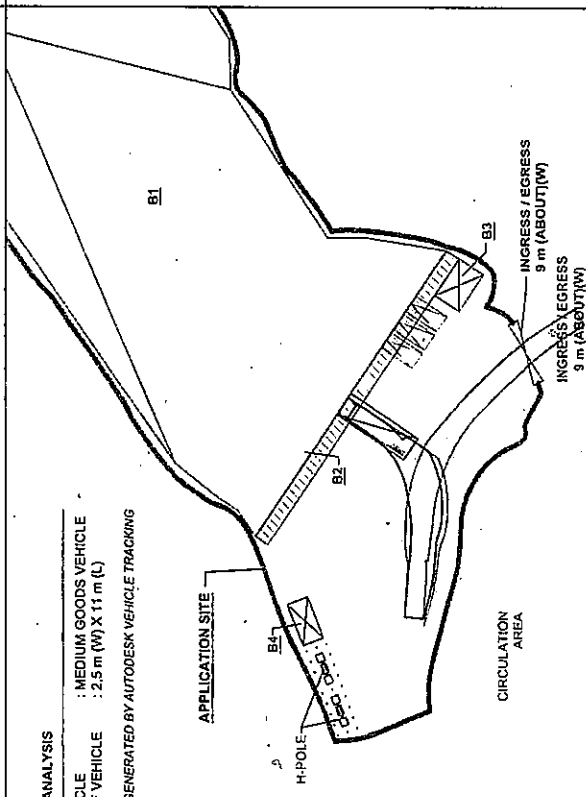 ANALYSIS
CLE : MEDIUM GOODS VEHICLE
VEHICLE : 2.5 m (W) X 11 m (L)
GENERATED BY AUTODESK VEHICLE TRACKING
B1
APPLICATION SITE
B2
B3
B4
H-POLE
INGRESS / EGRESS
9 m (ABOUT)(W)
INGRESS / EGRESS
9 m (ABOUT)(W)
CIRCULATION
AREA